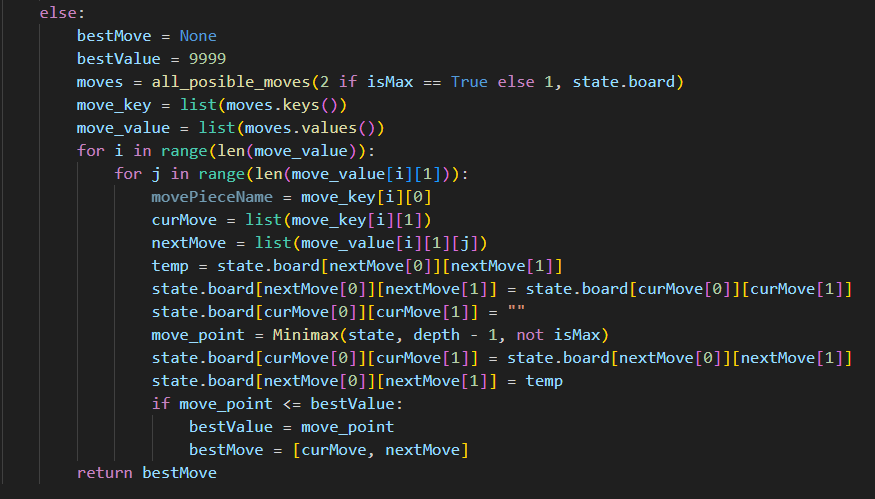 else:
    bestMove = None
    bestValue = 9999
    moves = all_posible_moves(2 if isMax == True else 1, state.board)
    move_key = list(moves.keys())
    move_value = list(moves.values())
    for i in range(len(move_value)):
        for j in range(len(move_value[i][1])):
            movePieceName = move_key[i][0]
            curMove = list(move_key[i][1])
            nextMove = list(move_value[i][1][j])
            temp = state.board[nextMove[0]][nextMove[1]]
            state.board[nextMove[0]][nextMove[1]] = state.board[curMove[0]][curMove[1]]
            state.board[curMove[0]][curMove[1]] = ""
            move_point = Minimax(state, depth - 1, not isMax)
            state.board[curMove[0]][curMove[1]] = state.board[nextMove[0]][nextMove[1]]
            state.board[nextMove[0]][nextMove[1]] = temp
            if move_point <= bestValue:
                bestValue = move_point
                bestMove = [curMove, nextMove]
    return bestMove